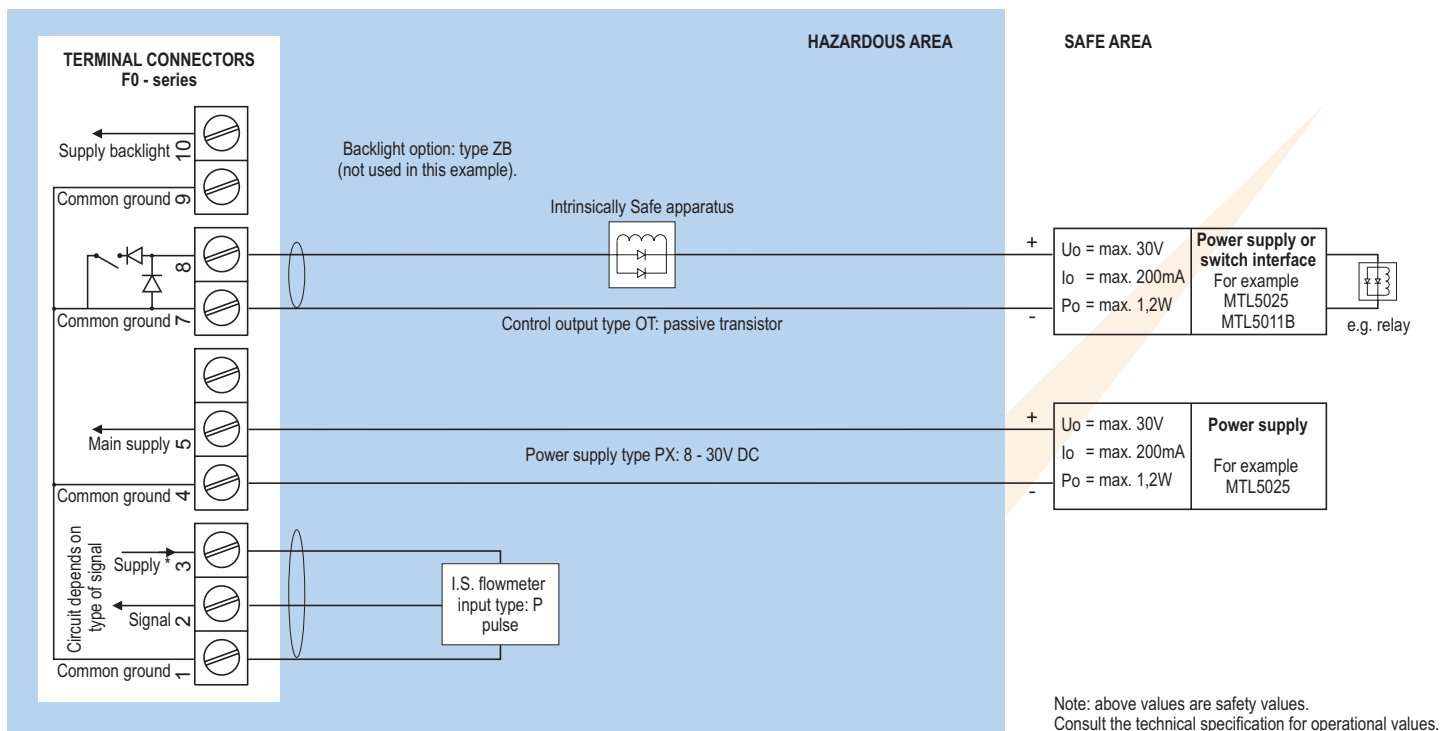 HAZARDOUS AREA
SAFE AREA
TERMINAL CONNECTORS
F0 - series
Supply backlight 10
Common ground 9
8
Common ground 7
Main supply 5
Common ground 4
Supply * 3
Signal 2
Common ground 1
Circuit depends on
type of signal
Backlight option: type ZB
(not used in this example).
Intrinsically Safe apparatus
Control output type OT: passive transistor
Power supply type PX: 8 - 30V DC
I.S. flowmeter
input type: P
pulse
+
-
Uo = max. 30V
Io = max. 200mA
Po = max. 1,2W
Power supply or
switch interface
For example
MTL5025
MTL5011B
e.g. relay
+
-
Uo = max. 30V
Io = max. 200mA
Po = max. 1,2W
Power supply
For example
MTL5025
Note: above values are safety values.
Consult the technical specification for operational values.